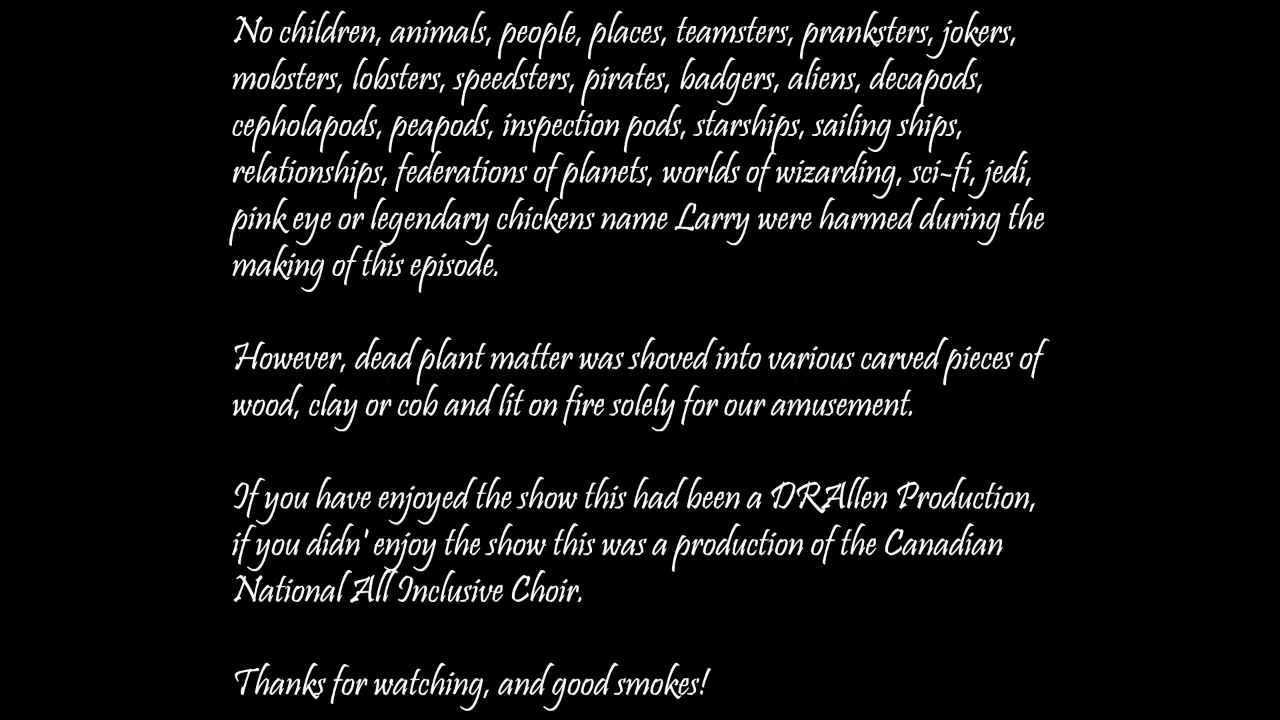 No children, animals, people, places, teamsters, pranksters, jokers,
mobsters, lobsters, speedsters, pirates, badgers, aliens, decapods,
cepholapods, peapods, inspection pods, starships, sailing ships,
relationships, federations of planets, worlds of wizarding, sci-fi, jedi,
pink eye or legendary chickens name Larry were harmed during the
making of this episode.
However, dead plant matter was shoved into various carved pieces of
wood, clay or cob and lit on fire solely for our amusement.
If you have enjoyed the show this had been a DRAllen Production,
if you didn' enjoy the show this was a production of the Canadian
National All Inclusive Choir.
Thanks for watching, and good smokes!